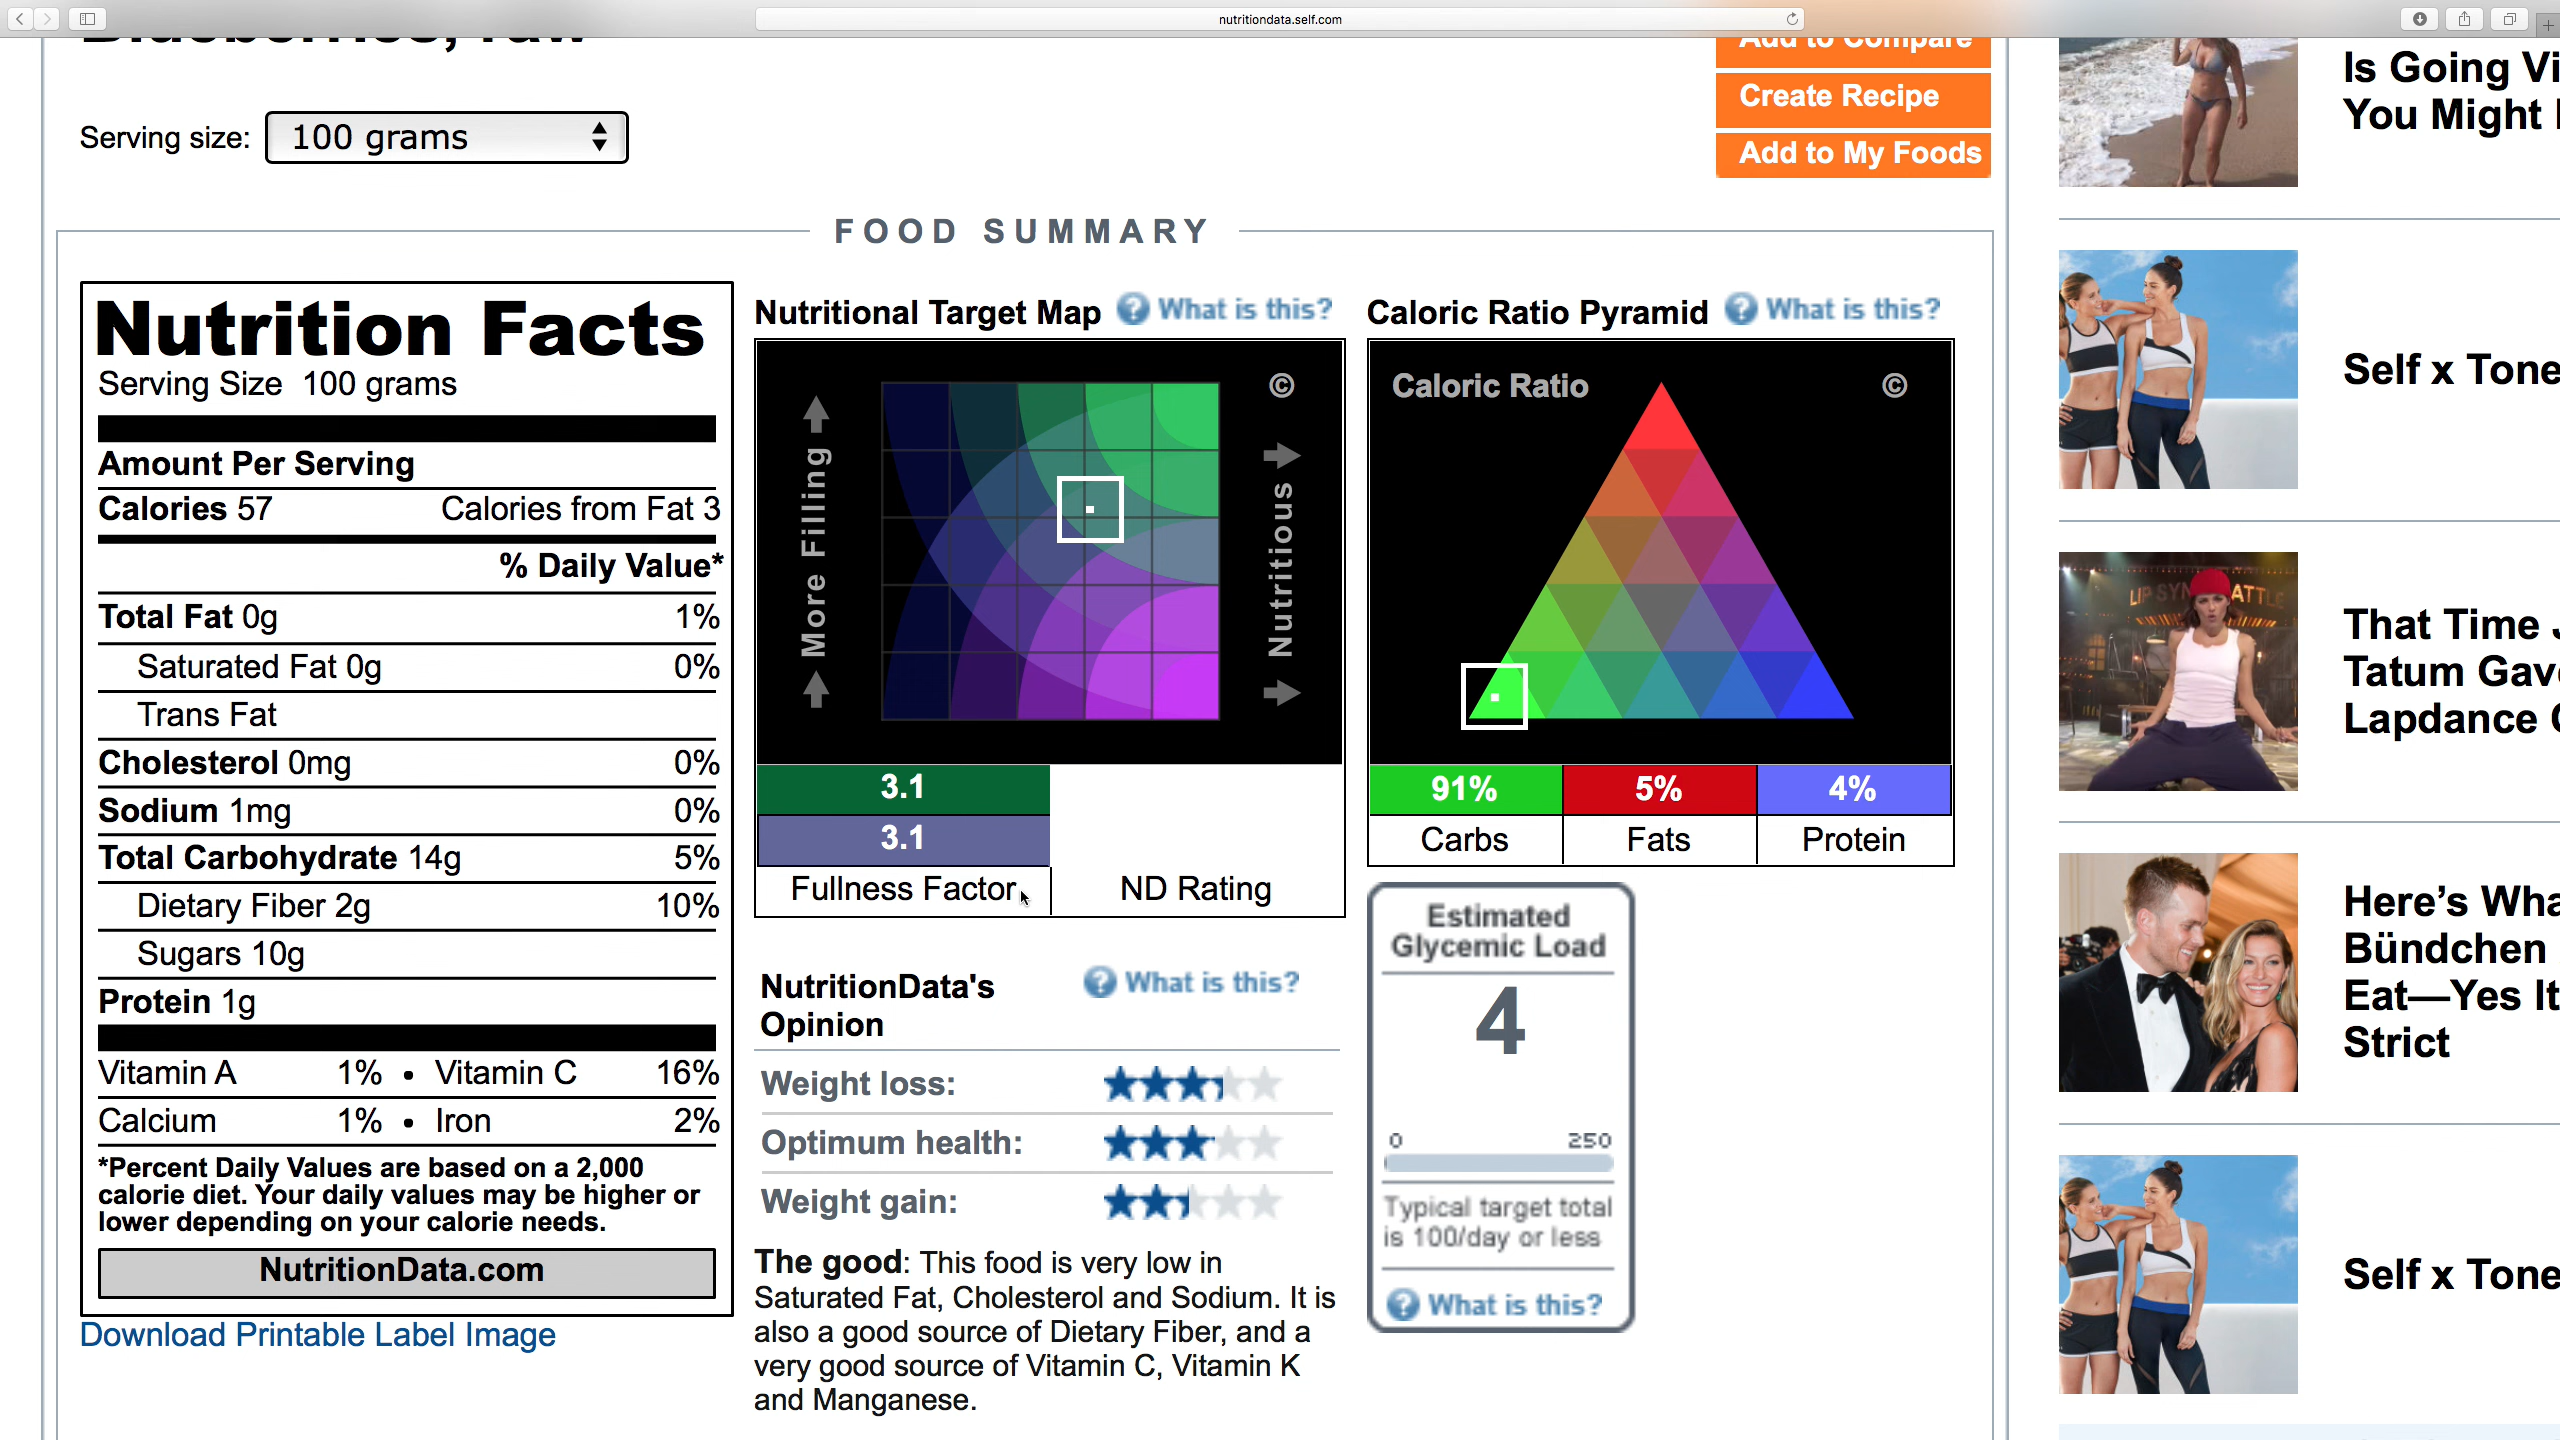 nutritiondata.self.com
Blueberries, raw
Add to Compare
Create Recipe
Add to My Foods
Serving size: 100 grams
FOOD SUMMARY
Nutrition Facts
Serving Size 100 grams
Amount Per Serving
Calories 57 Calories from Fat 3
% Daily Value*
Total Fat 0g 1%
Saturated Fat 0g 0%
Trans Fat
Cholesterol 0mg 0%
Sodium 1mg 0%
Total Carbohydrate 14g 5%
Dietary Fiber 2g 10%
Sugars 10g
Protein 1g
Vitamin A 1% • Vitamin C 16%
Calcium 1% • Iron 2%
*Percent Daily Values are based on a 2,000
calorie diet. Your daily values may be higher or
lower depending on your calorie needs.
NutritionData.com
Download Printable Label Image
Nutritional Target Map ? What is this?
©
More Filling
Nutritious
3.1
3.1
Fullness Factor ND Rating
NutritionData's
Opinion
? What is this?
Weight loss:
Optimum health:
Weight gain:
The good: This food is very low in
Saturated Fat, Cholesterol and Sodium. It is
also a good source of Dietary Fiber, and a
very good source of Vitamin C, Vitamin K
and Manganese.
Caloric Ratio Pyramid ? What is this?
Caloric Ratio ©
91% 5% 4%
Carbs Fats Protein
Estimated
Glycemic Load
4
0 250
Typical target total
is 100/day or less
? What is this?
Is Going Vi
You Might
Self x Tone
LIP SYN ATTLE
That Time
Tatum Gav
Lapdance
Here's Wha
Bündchen
Eat—Yes It
Strict
Self x Tone